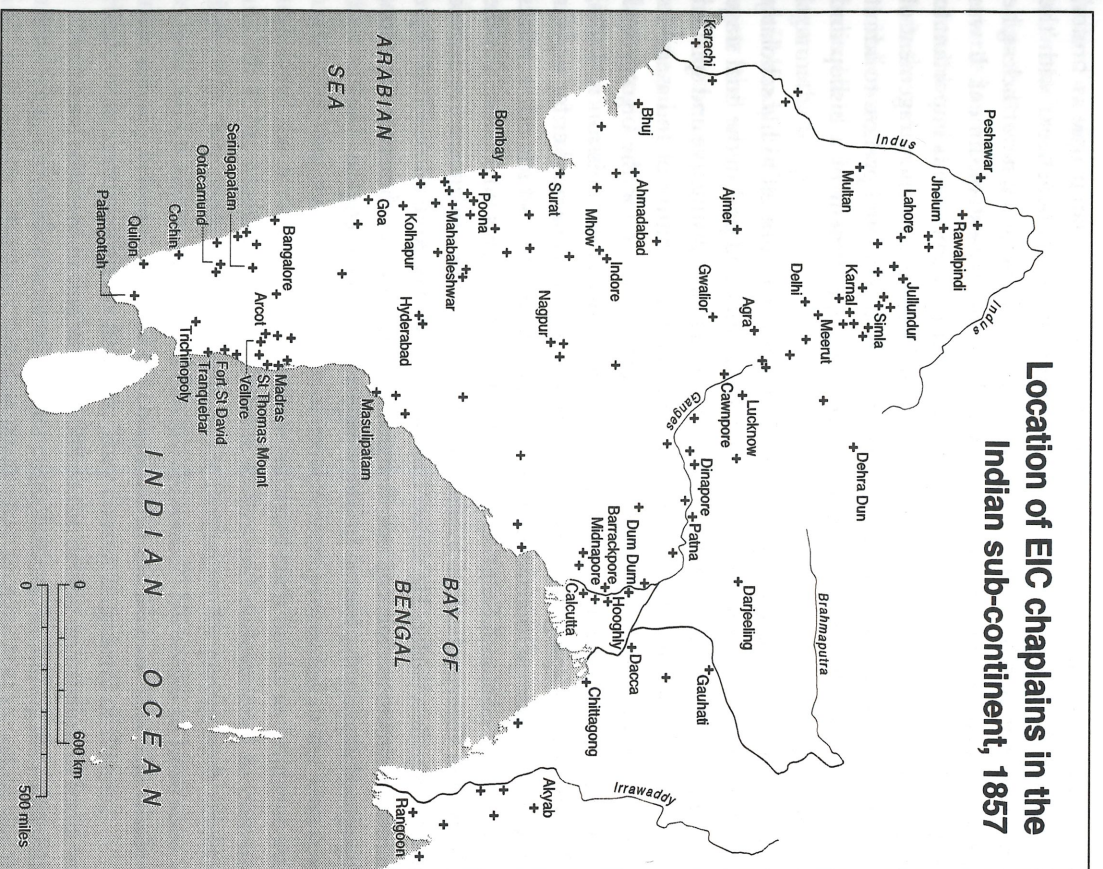 Location of EIC chaplains in the
Indian sub-continent, 1857
Peshawar
Rawalpindi
Jhelum
Indus
Indus
Lahore
Jullundur
Multan
Simla
Karnal
Dehra Dun
Meerut
Delhi
Brahmaputra
Karachi
Ajmer
Agra
Gwalior
Lucknow
Cawnpore
Ganges
Darjeeling
Dinapore
Patna
Gauhati
Bhuj
Ahmadabad
Indore
Mhow
Dum Dum
Barrackpore
Midnapore
Hooghly
Calcutta
Dacca
Chittagong
Irrawaddy
Surat
Nagpur
Akyab
Bombay
Poona
Mahabaleshwar
BAY OF
BENGAL
Kolhapur
Hyderabad
Rangoon
Goa
Masulipatam
ARABIAN
SEA
Bangalore
Arcot
Madras
St Thomas Mount
Vellore
Fort St David
Tranquebar
Trichinopoly
Seringapatam
Ootacamund
Cochin
Quilon
Palamcottah
INDIAN OCEAN
0 600 km
0 500 miles